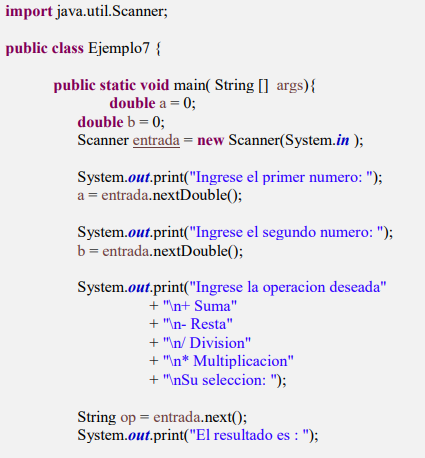 import java.util.Scanner;
public class Ejemplo7 {
public static void main( String [] args){
double a = 0;
double b = 0;
Scanner entrada = new Scanner(System.in );
System.out.print("Ingrese el primer numero: ");
a = entrada.nextDouble();
System.out.print("Ingrese el segundo numero: ");
b = entrada.nextDouble();
System.out.print("Ingrese la operacion deseada"
+ "\n+ Suma"
+ "\n- Resta"
+ "\n/ Division"
+ "\n* Multiplicacion"
+ "\nSu seleccion: ");
String op = entrada.next();
System.out.print("El resultado es : ");